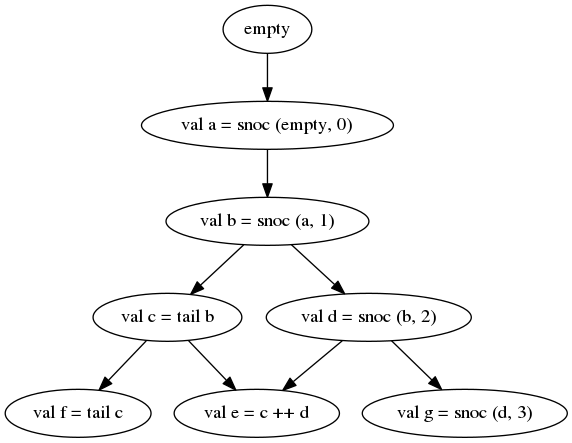 empty
val a = snoc (empty, 0)
val b = snoc (a, 1)
val c = tail b
val d = snoc (b, 2)
val f = tail c
val e = c ++ d
val g = snoc (d, 3)